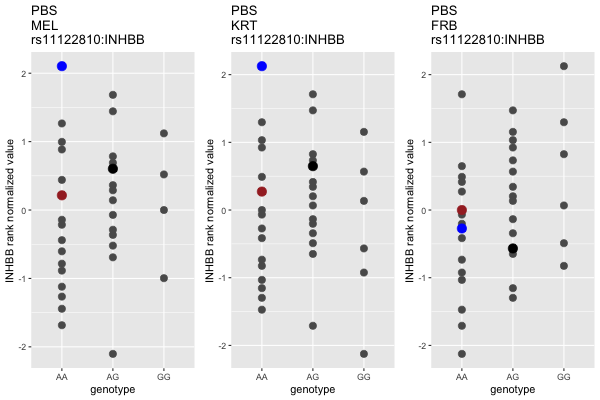 PBS
MEL
rs11122810:INHBB
INHBB rank normalized value
2
1
0
-1
-2
AA AG GG
genotype
PBS
KRT
rs11122810:INHBB
INHBB rank normalized value
2
1
0
-1
-2
AA AG GG
genotype
PBS
FRB
rs11122810:INHBB
INHBB rank normalized value
2
1
0
-1
-2
AA AG GG
genotype